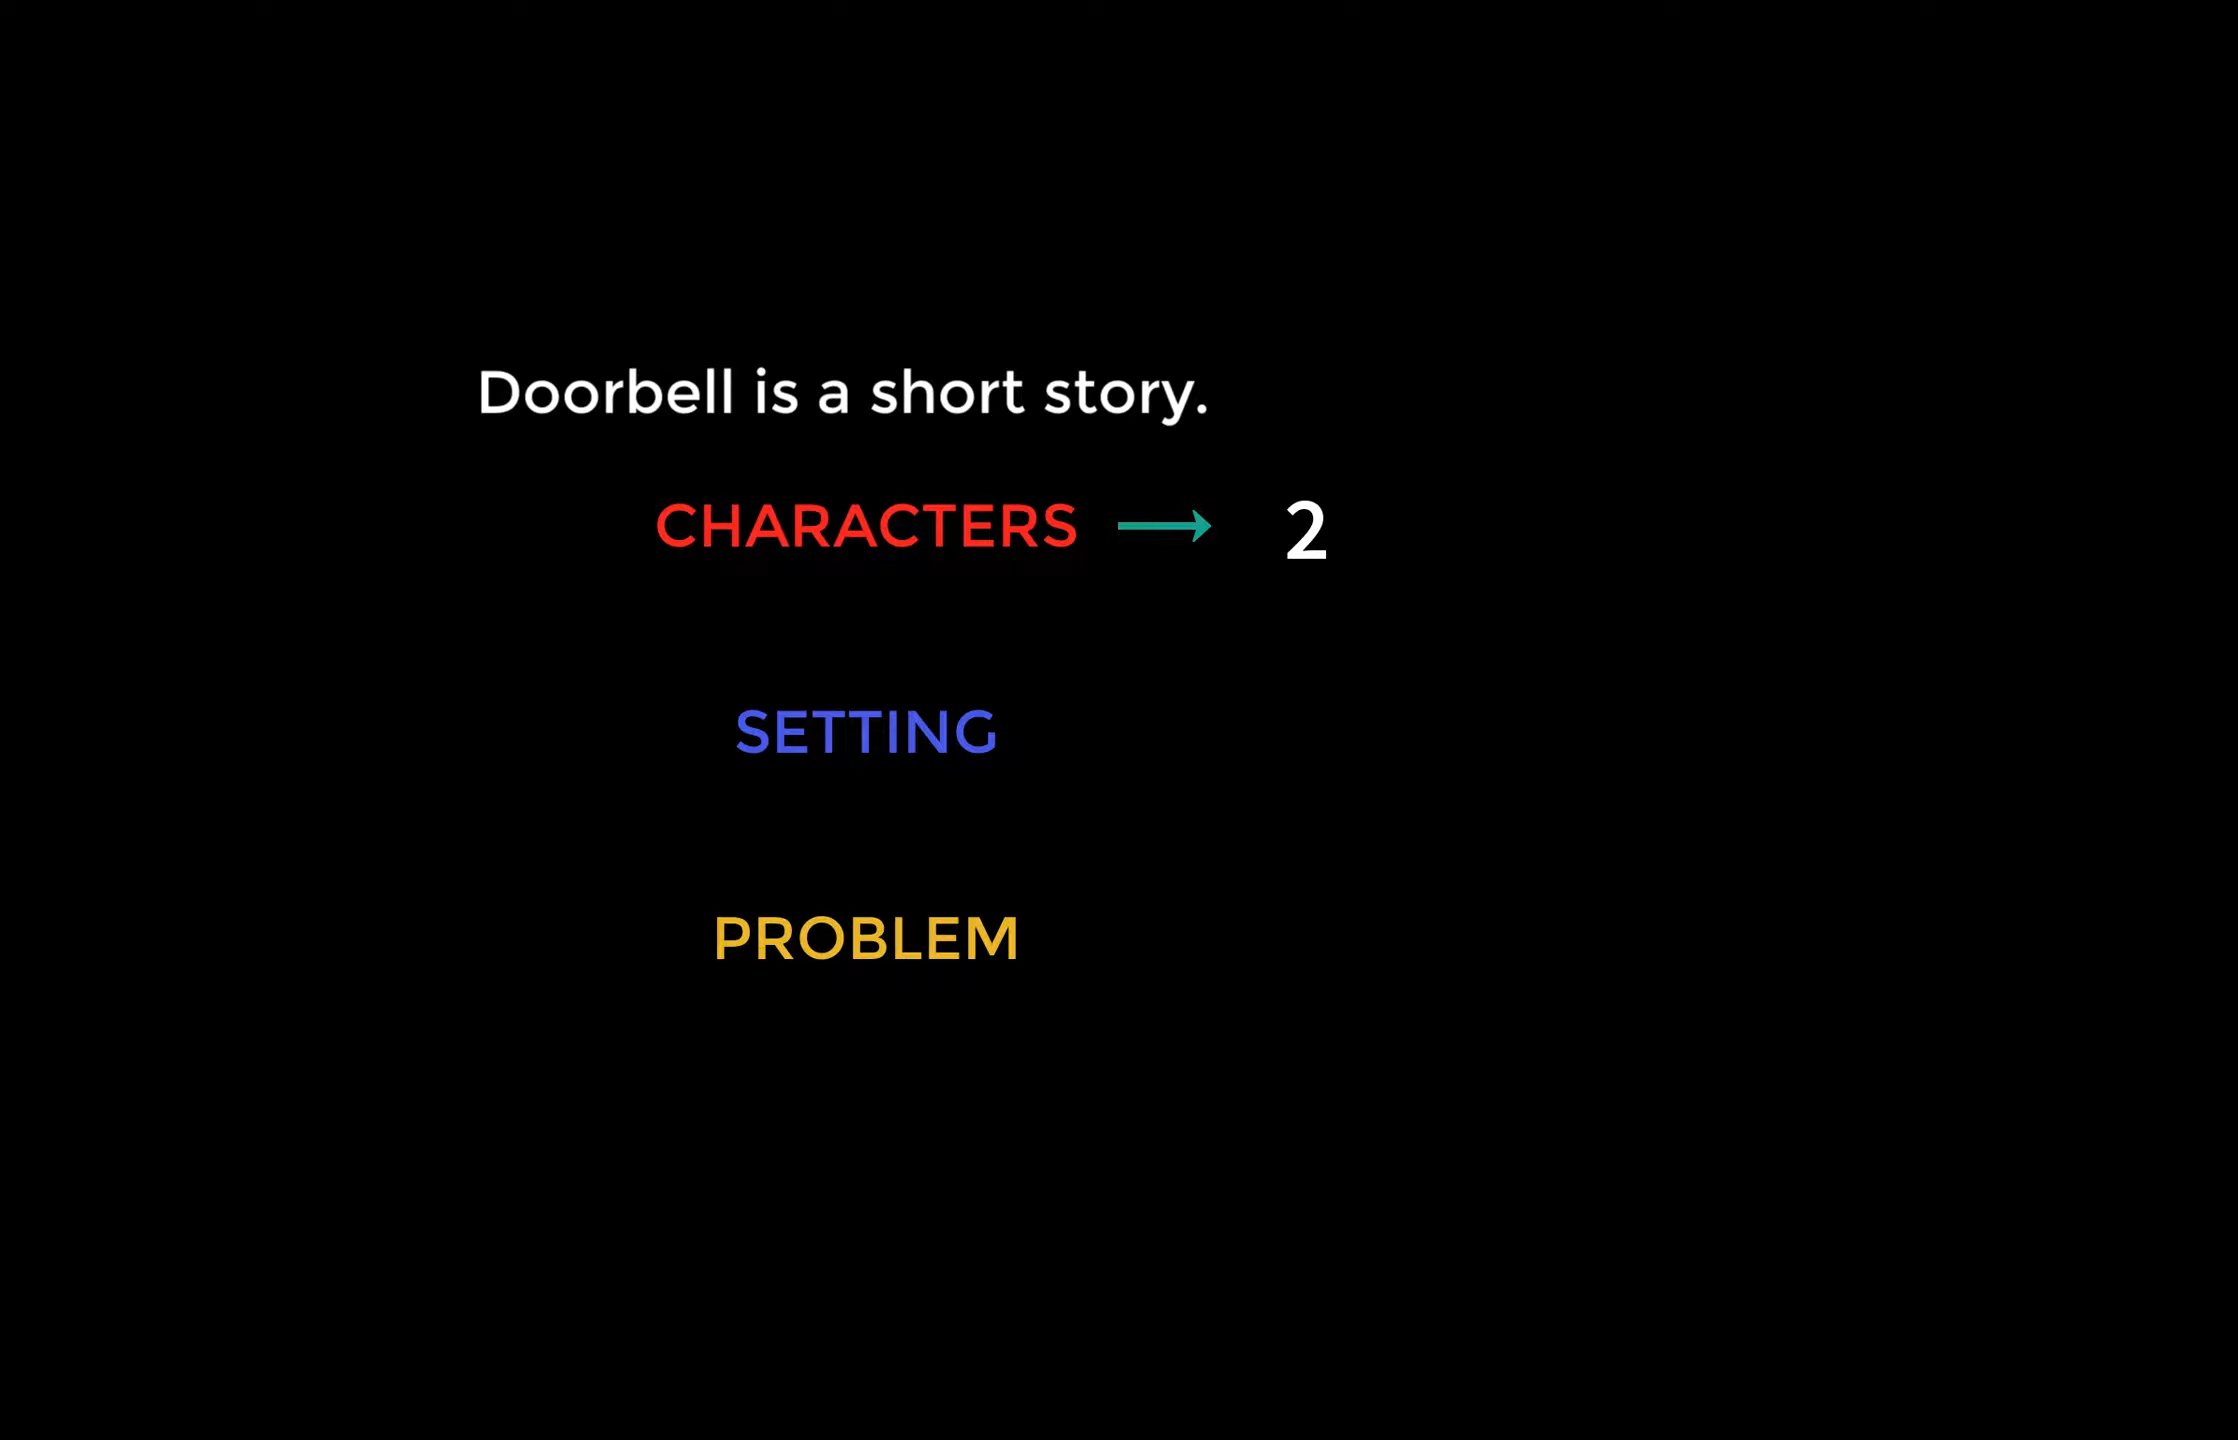 Doorbell is a short story.
CHARACTERS → 2
SETTING
PROBLEM